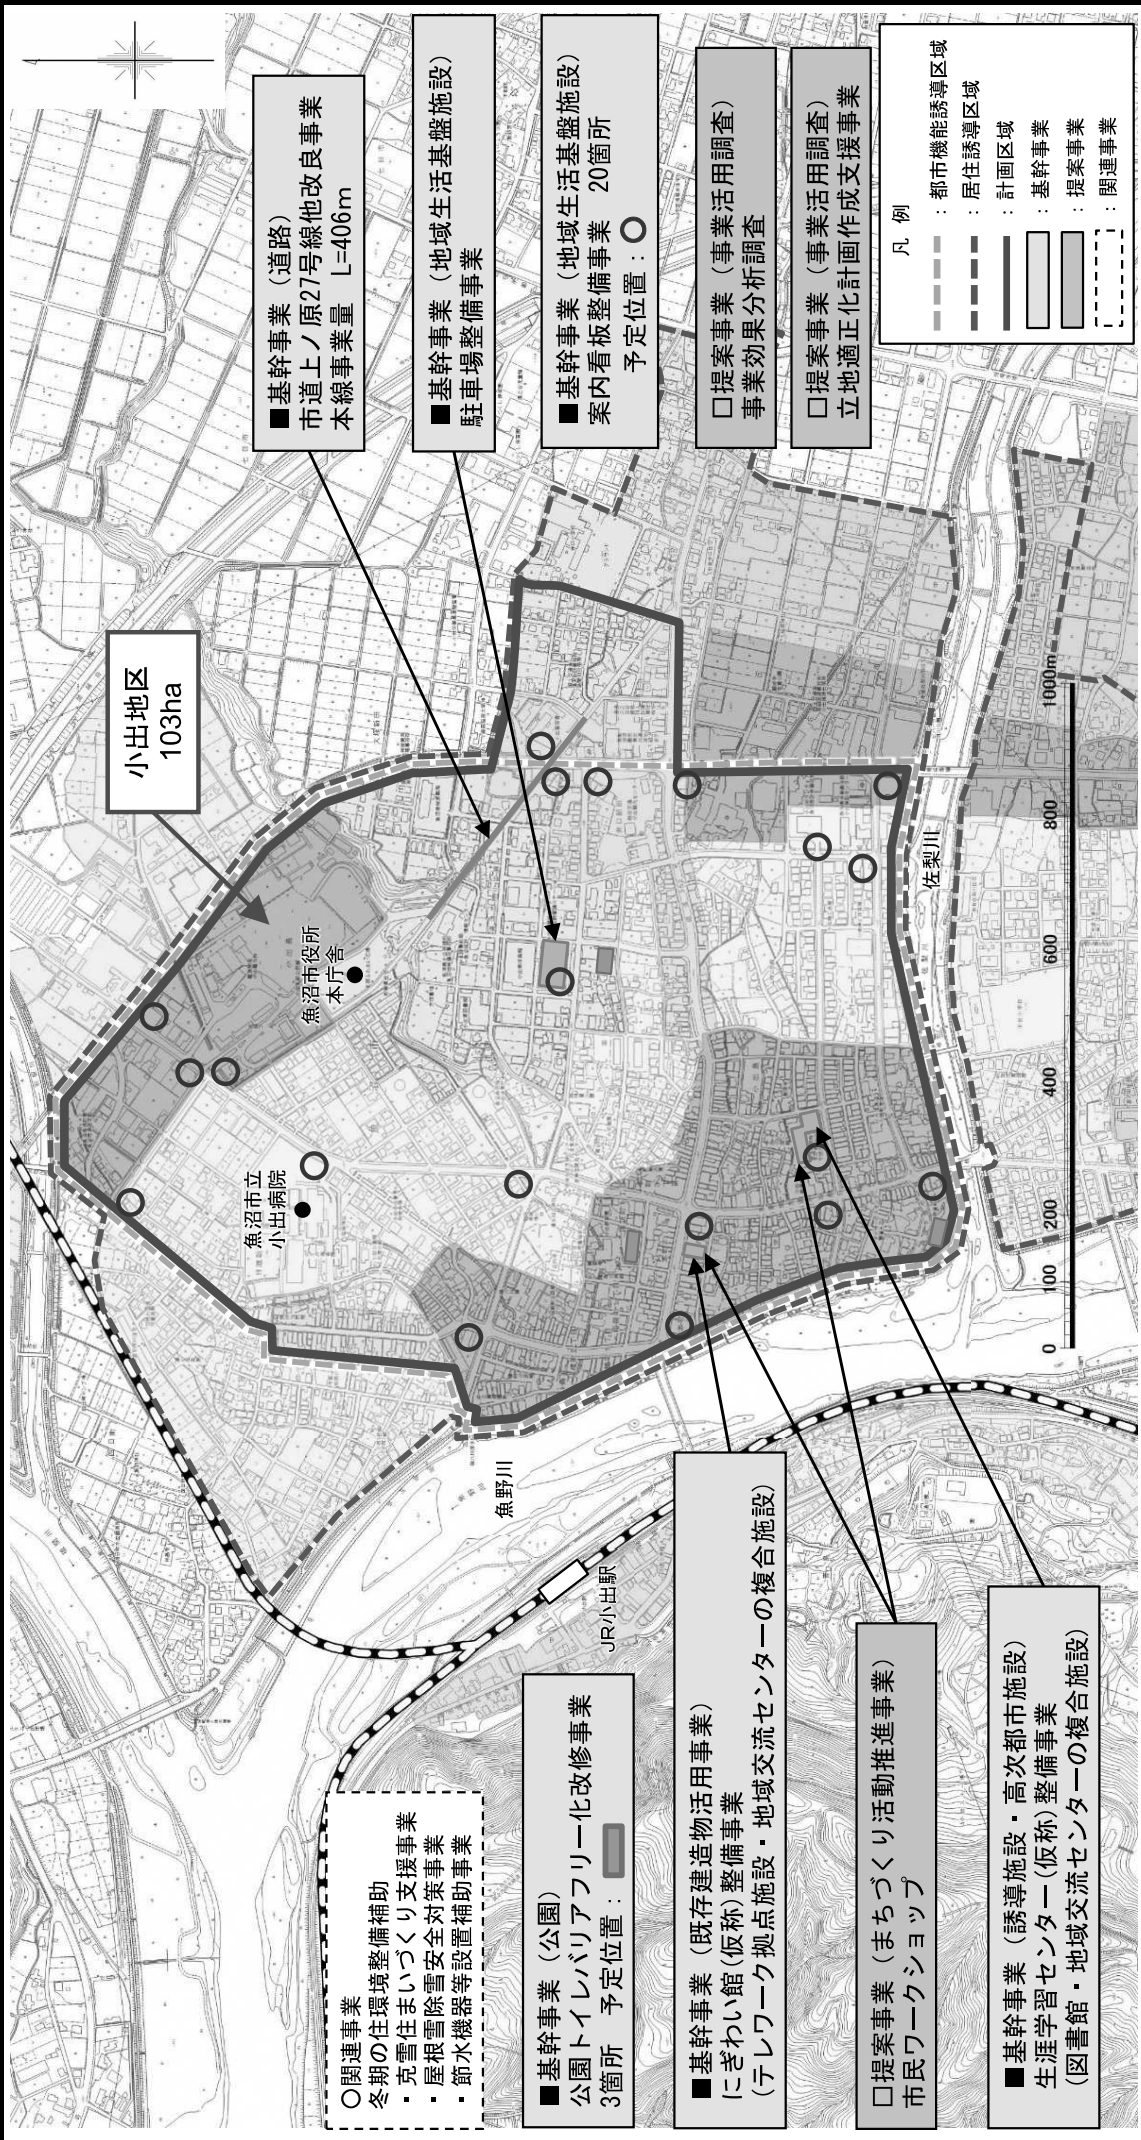 小出地区
103ha
■基幹事業（道路）
市道上ノ原27号線他改良事業
本線事業量　L=406m
■基幹事業（地域生活基盤施設）
駐車場整備事業
■基幹事業（地域生活基盤施設）
案内看板整備事業　20箇所
予定位置：
□提案事業（事業活用調査）
事業効果分析調査
□提案事業（事業活用調査）
立地適正化計画作成支援事業
凡　例
：都市機能誘導区域
：居住誘導区域
：計画区域
：基幹事業
：提案事業
：関連事業
魚沼市役所
本庁舎
魚沼市立
小出病院
佐梨川
魚野川
JR小出駅
0 100 200 400 600 800 1000m
○関連事業
冬期の住環境整備補助
・克雪住まいづくり支援事業
・屋根雪除雪安全対策事業
・節水機器等設置補助事業
■基幹事業（公園）
公園トイレバリアフリー化改修事業
3箇所　予定位置：
■基幹事業（既存建造物活用事業）
にぎわい館(仮称)整備事業
（テレワーク拠点施設・地域交流センターの複合施設）
□提案事業（まちづくり活動推進事業）
市民ワークショップ
■基幹事業（誘導施設・高次都市施設）
生涯学習センター(仮称)整備事業
（図書館・地域交流センターの複合施設）